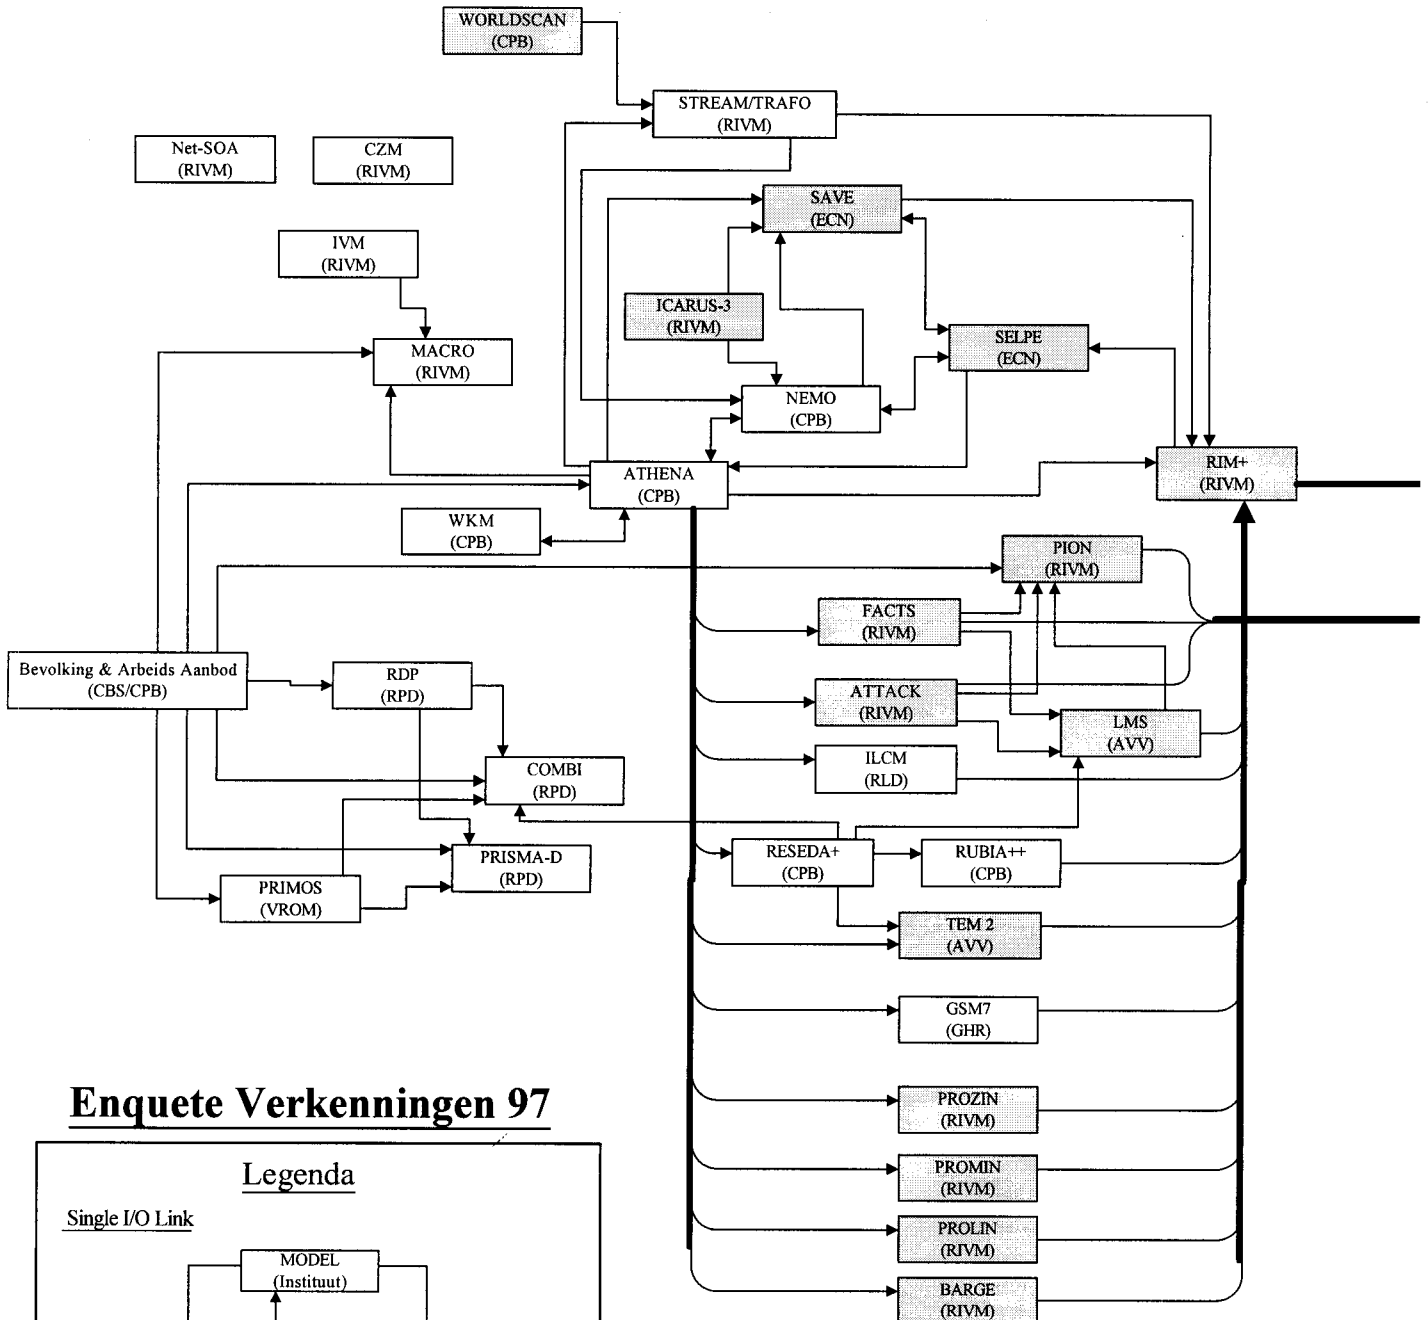 WORLDSCAN
(CPB)
STREAM/TRAFO
(RIVM)
Net-SOA
(RIVM)
CZM
(RIVM)
SAVE
(ECN)
IVM
(RIVM)
ICARUS-3
(RIVM)
SELPE
(ECN)
MACRO
(RIVM)
NEMO
(CPB)
RIM+
(RIVM)
ATHENA
(CPB)
WKM
(CPB)
PION
(RIVM)
FACTS
(RIVM)
Bevolking & Arbeids Aanbod
(CBS/CPB)
RDP
(RPD)
ATTACK
(RIVM)
LMS
(AVV)
ILCM
(RLD)
COMBI
(RPD)
RESEDA+
(CPB)
RUBIA++
(CPB)
PRISMA-D
(RPD)
PRIMOS
(VROM)
TEM 2
(AVV)
GSM7
(GHR)
Enquete Verkenningen 97
PROZIN
(RIVM)
Legenda
PROMIN
(RIVM)
Single I/O Link
PROLIN
(RIVM)
MODEL
(Instituut)
BARGE
(RIVM)